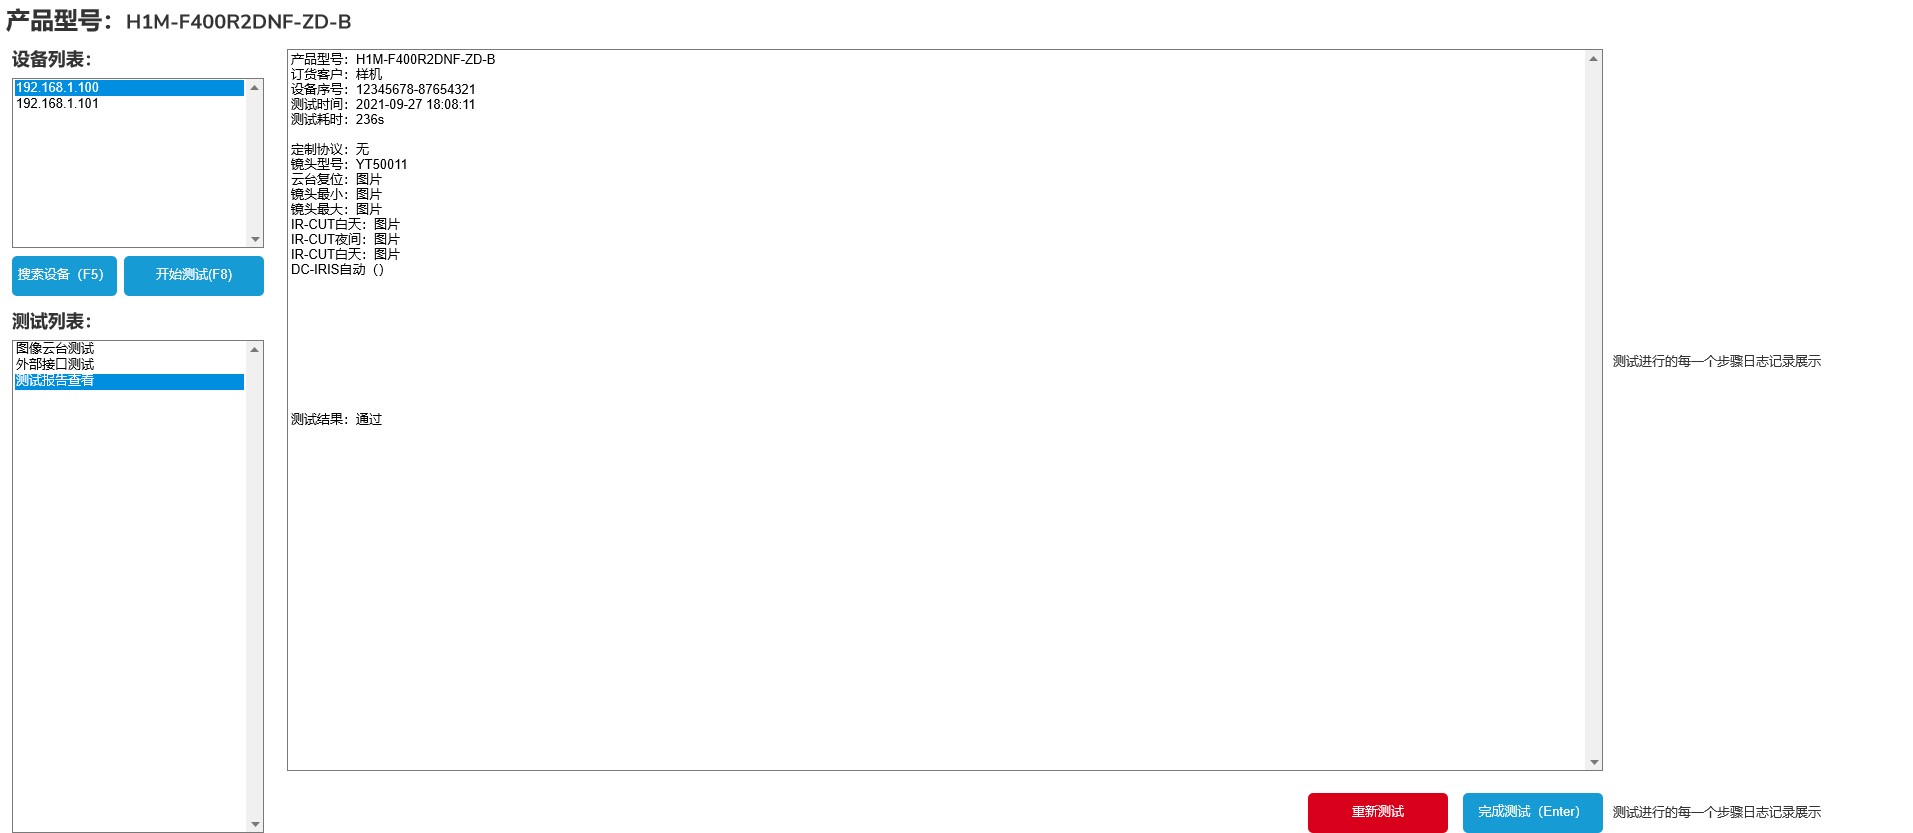 产品型号：H1M-F400R2DNF-ZD-B
设备列表：
192.168.1.100
192.168.1.101
搜索设备（F5）
开始测试(F8)
测试列表：
图像云台测试
外部接口测试
测试报告查看
产品型号：H1M-F400R2DNF-ZD-B
订货客户：样机
设备序号：12345678-87654321
测试时间：2021-09-27 18:08:11
测试耗时：236s
定制协议：无
镜头型号：YT50011
云台复位：图片
镜头最小：图片
镜头最大：图片
IR-CUT白天：图片
IR-CUT夜间：图片
IR-CUT白天：图片
DC-IRIS自动（）
测试结果：通过
测试进行的每一个步骤日志记录展示
重新测试
完成测试（Enter）
测试进行的每一个步骤日志记录展示